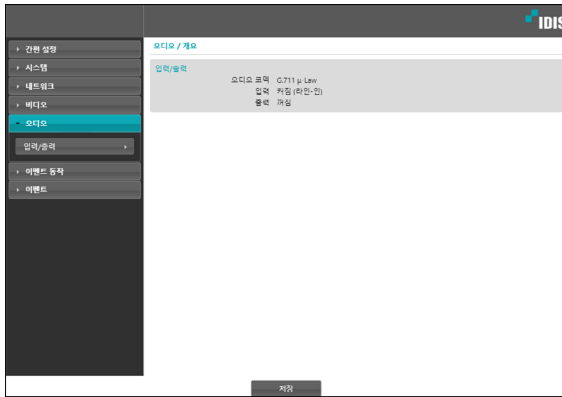 IDIS
간편 설정
시스템
네트워크
비디오
오디오
입력/출력
이벤트 동작
이벤트
오디오 / 개요
입력/출력
오디오 코덱 G.711 μ-Law
입력 켜짐 (라인-인)
출력 꺼짐
저장